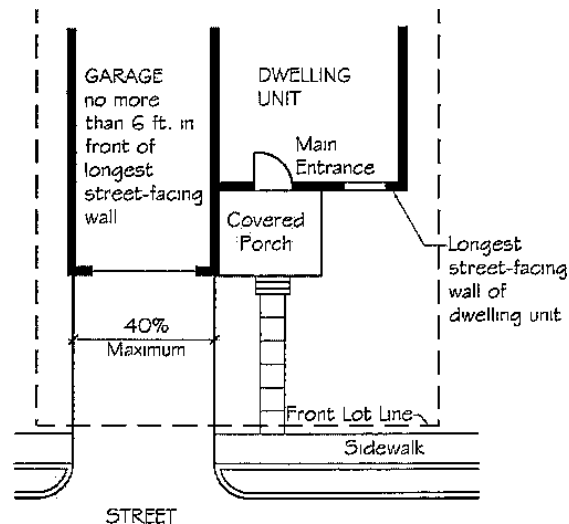 GARAGE
no more
than 6 ft. in
front of
longest
street-facing
wall
DWELLING
UNIT
Main
Entrance
Covered
Porch
Longest
street-facing
wall of
dwelling unit
40%
Maximum
Front Lot Line
Sidewalk
STREET